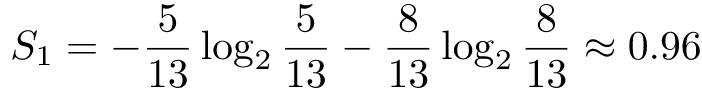 $S_1 = -\frac{5}{13} \log_2 \frac{5}{13} - \frac{8}{13} \log_2 \frac{8}{13} \approx 0.96$